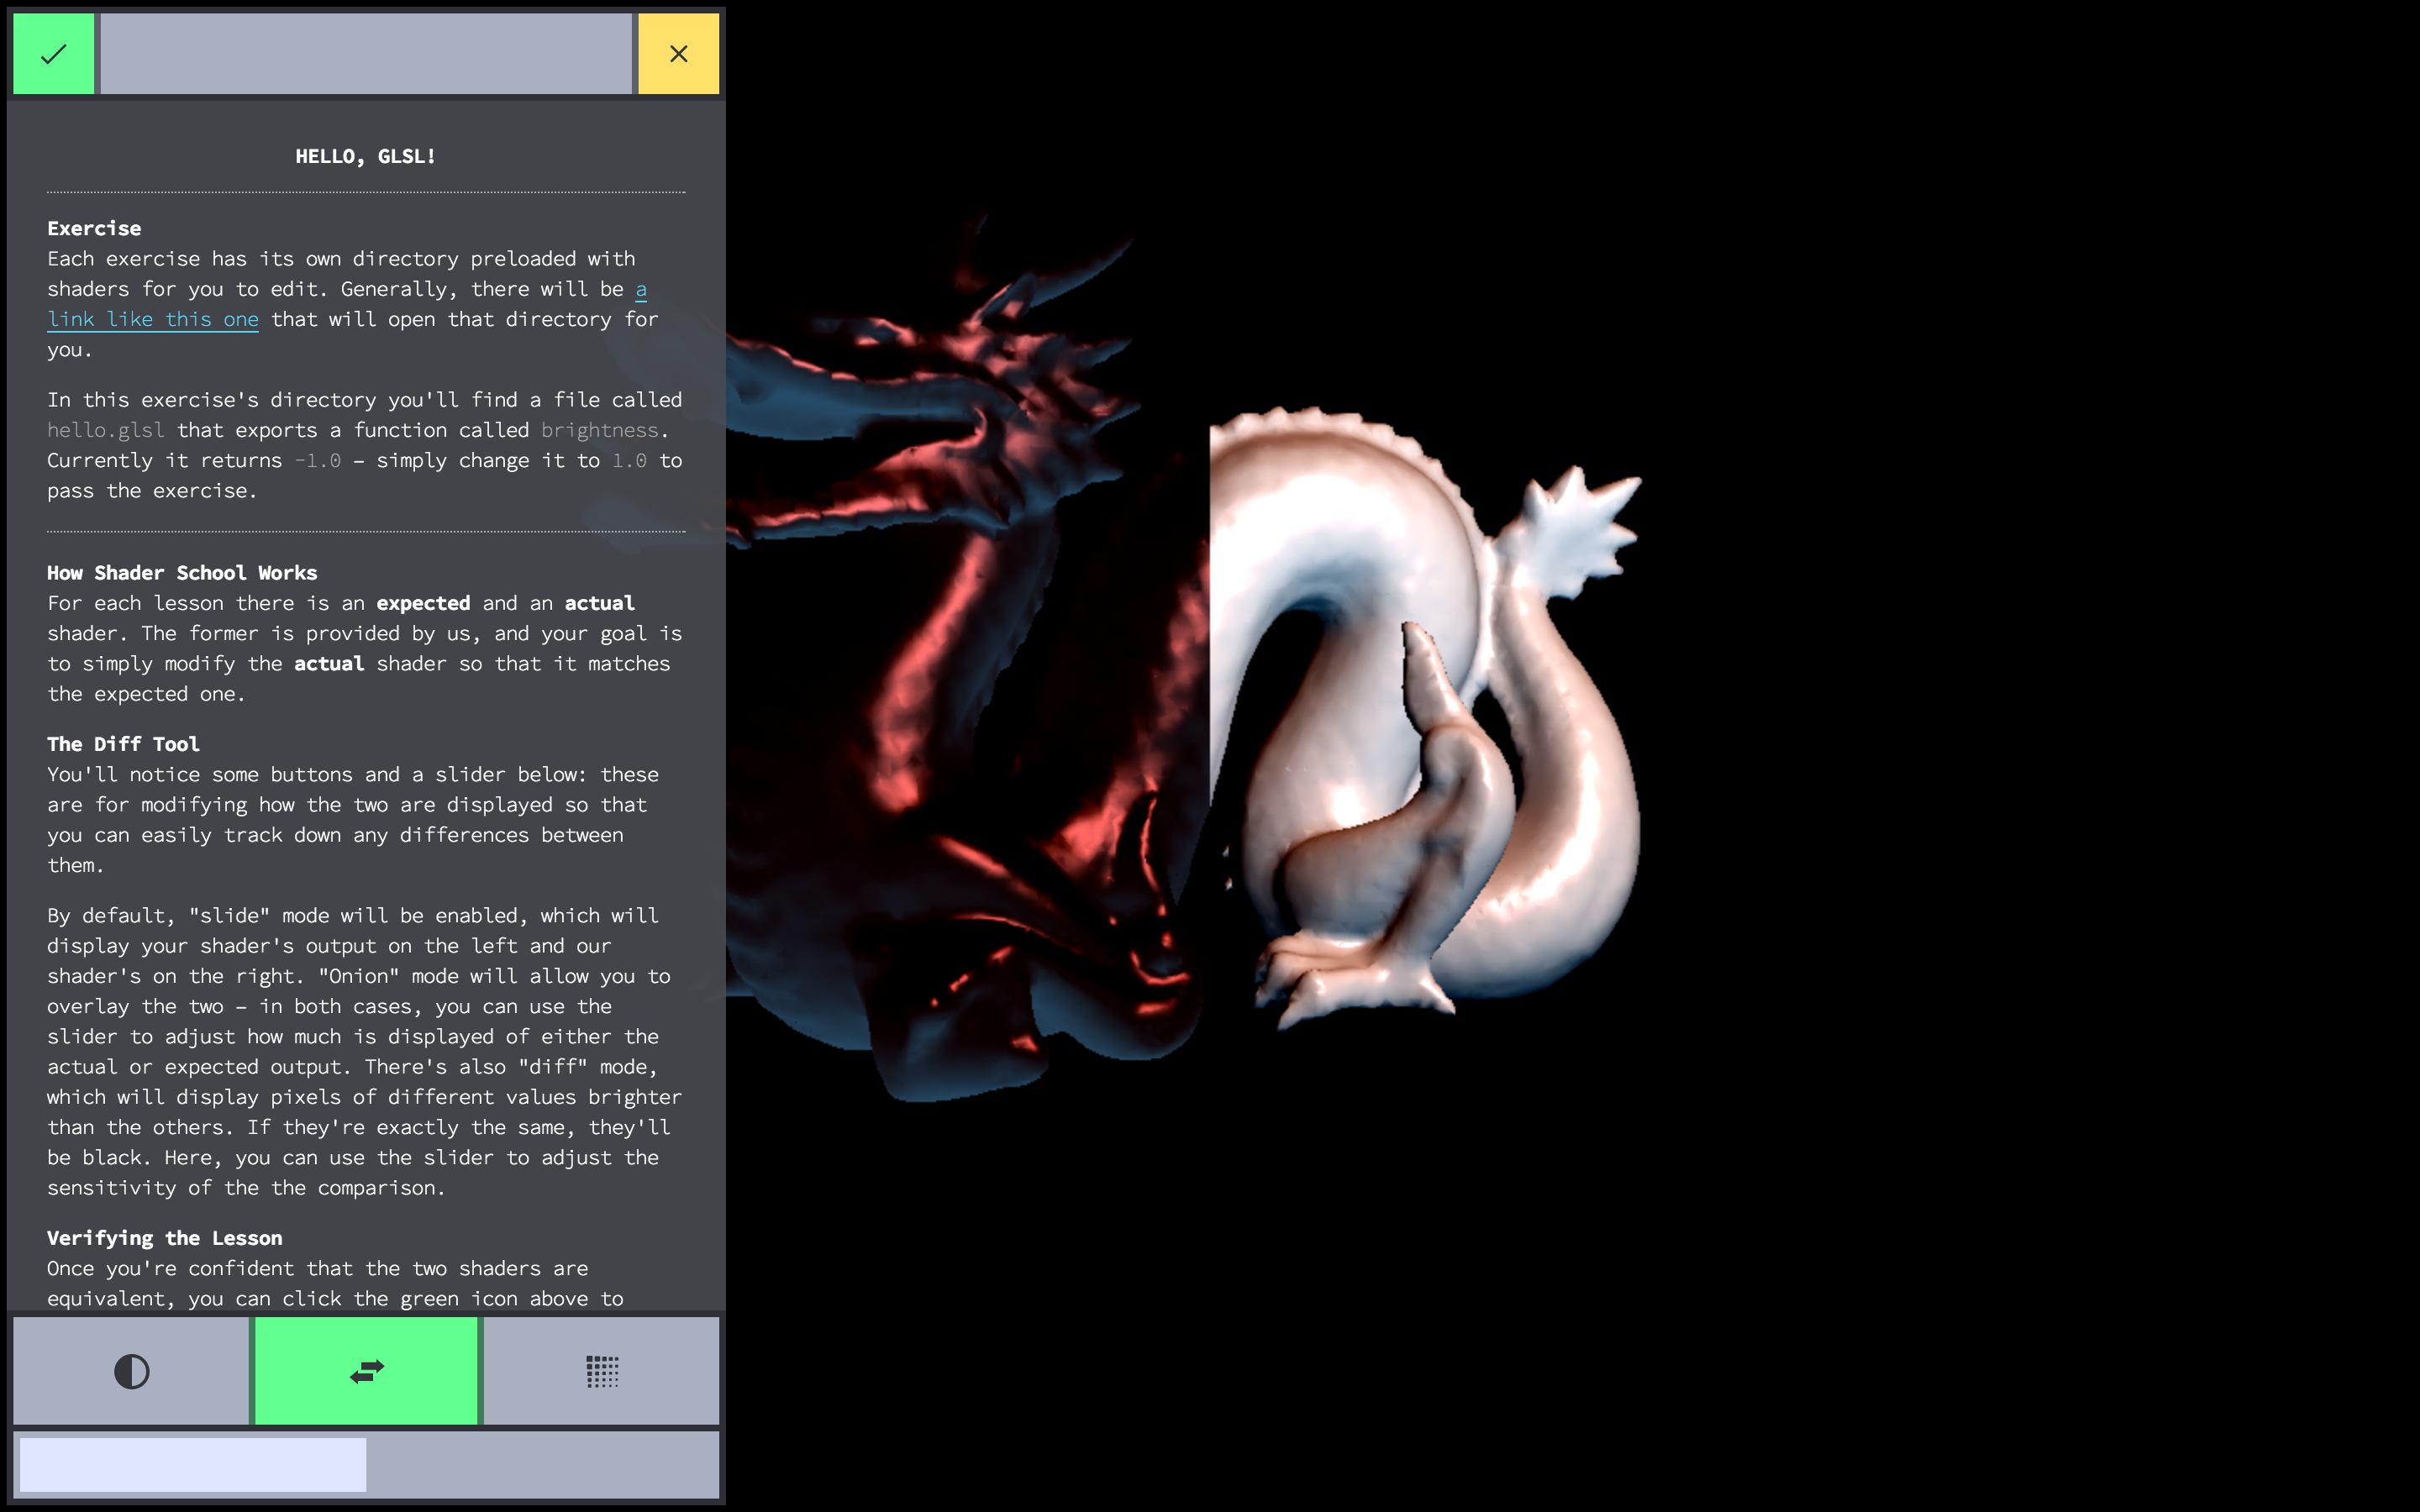 HELLO, GLSL!
Exercise
Each exercise has its own directory preloaded with
shaders for you to edit. Generally, there will be a
link like this one that will open that directory for
you.
In this exercise's directory you'll find a file called
hello.glsl that exports a function called brightness.
Currently it returns -1.0 – simply change it to 1.0 to
pass the exercise.
How Shader School Works
For each lesson there is an expected and an actual
shader. The former is provided by us, and your goal is
to simply modify the actual shader so that it matches
the expected one.
The Diff Tool
You'll notice some buttons and a slider below: these
are for modifying how the two are displayed so that
you can easily track down any differences between
them.
By default, "slide" mode will be enabled, which will
display your shader's output on the left and our
shader's on the right. "Onion" mode will allow you to
overlay the two – in both cases, you can use the
slider to adjust how much is displayed of either the
actual or expected output. There's also "diff" mode,
which will display pixels of different values brighter
than the others. If they're exactly the same, they'll
be black. Here, you can use the slider to adjust the
sensitivity of the the comparison.
Verifying the Lesson
Once you're confident that the two shaders are
equivalent, you can click the green icon above to